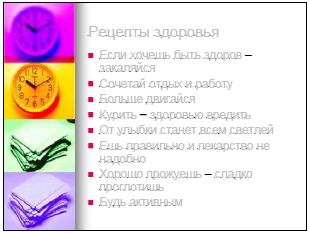 Рецепты здоровья
Если хочешь быть здоров –
закаляйся
Сочетай отдых и работу
Больше двигайся
Курить – здоровью вредить
От улыбки станет всем светлей
Ешь правильно и лекарство не
надобно
Хорошо прожуешь – сладко
проглотишь
Будь активным